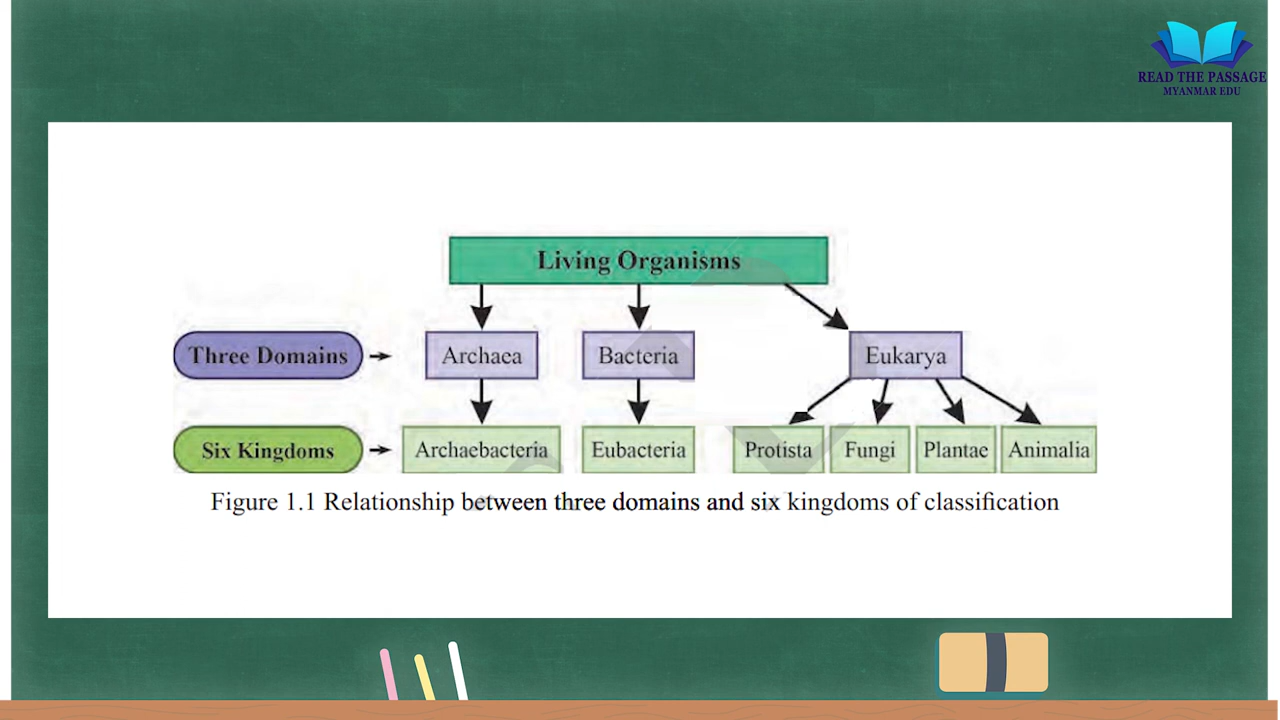 READ THE PASSAGE
MYANMAR EDU
Living Organisms
Three Domains
Archaea
Bacteria
Eukarya
Six Kingdoms
Archaebacteria
Eubacteria
Protista
Fungi
Plantae
Animalia
Figure 1.1 Relationship between three domains and six kingdoms of classification